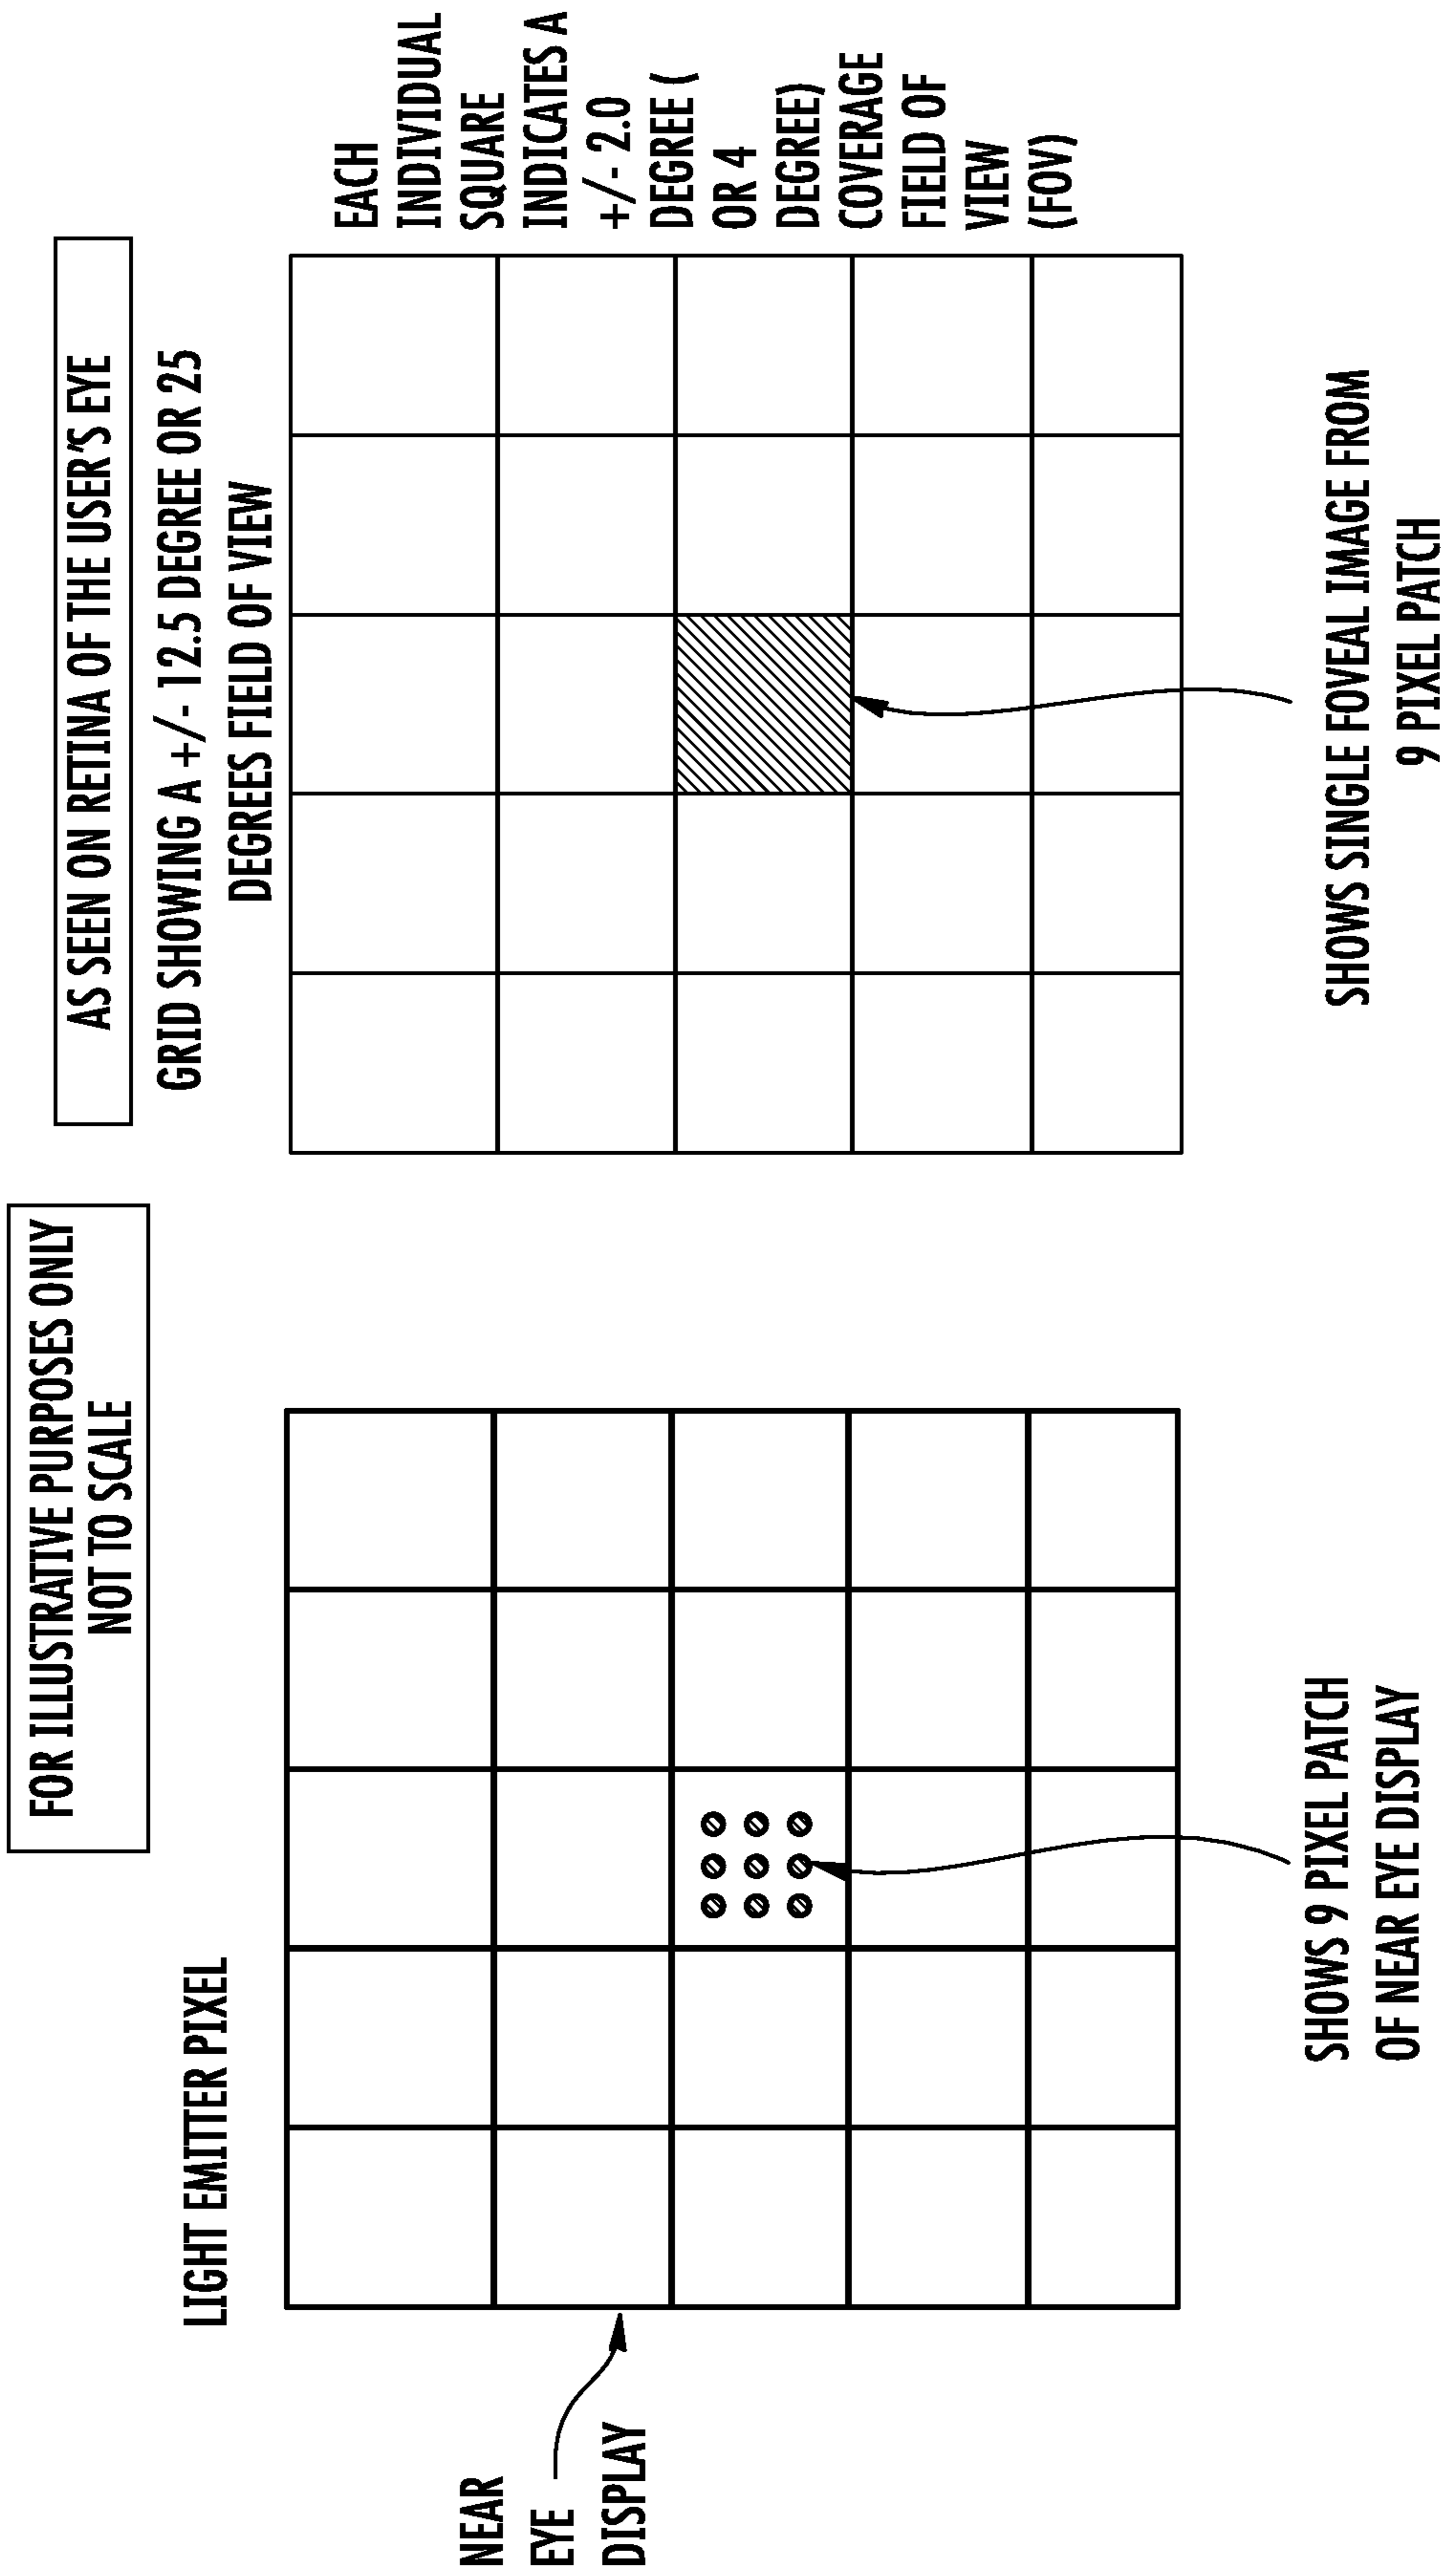 FOR ILLUSTRATIVE PURPOSES ONLY
NOT TO SCALE
LIGHT EMITTER PIXEL
NEAR
EYE
DISPLAY
SHOWS 9 PIXEL PATCH
OF NEAR EYE DISPLAY
AS SEEN ON RETINA OF THE USER'S EYE
GRID SHOWING A +/- 12.5 DEGREE OR 25
DEGREES FIELD OF VIEW
EACH
INDIVIDUAL
SQUARE
INDICATES A
+/- 2.0
DEGREE (
OR 4
DEGREE)
COVERAGE
FIELD OF
VIEW
(FOV)
SHOWS SINGLE FOVEAL IMAGE FROM
9 PIXEL PATCH